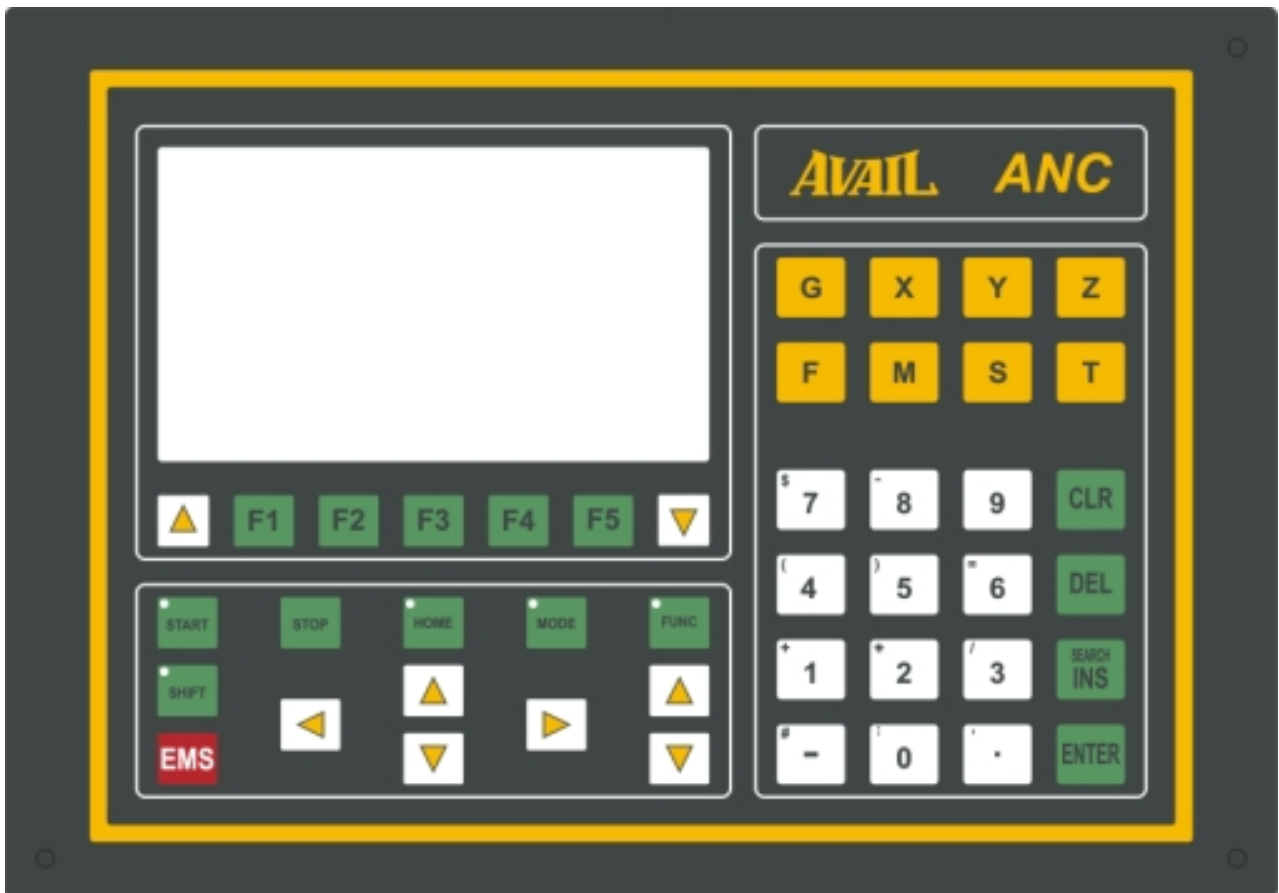 AVAIL ANC
G X Y Z
F M S T
F1 F2 F3 F4 F5
$ 7 - 8 9 CLR
( 4 ) 5 = 6 DEL
+ 1 * 2 / 3 SEARCH INS
# - 0 . ENTER
START STOP HOME MODE FUNC
SHIFT
EMS